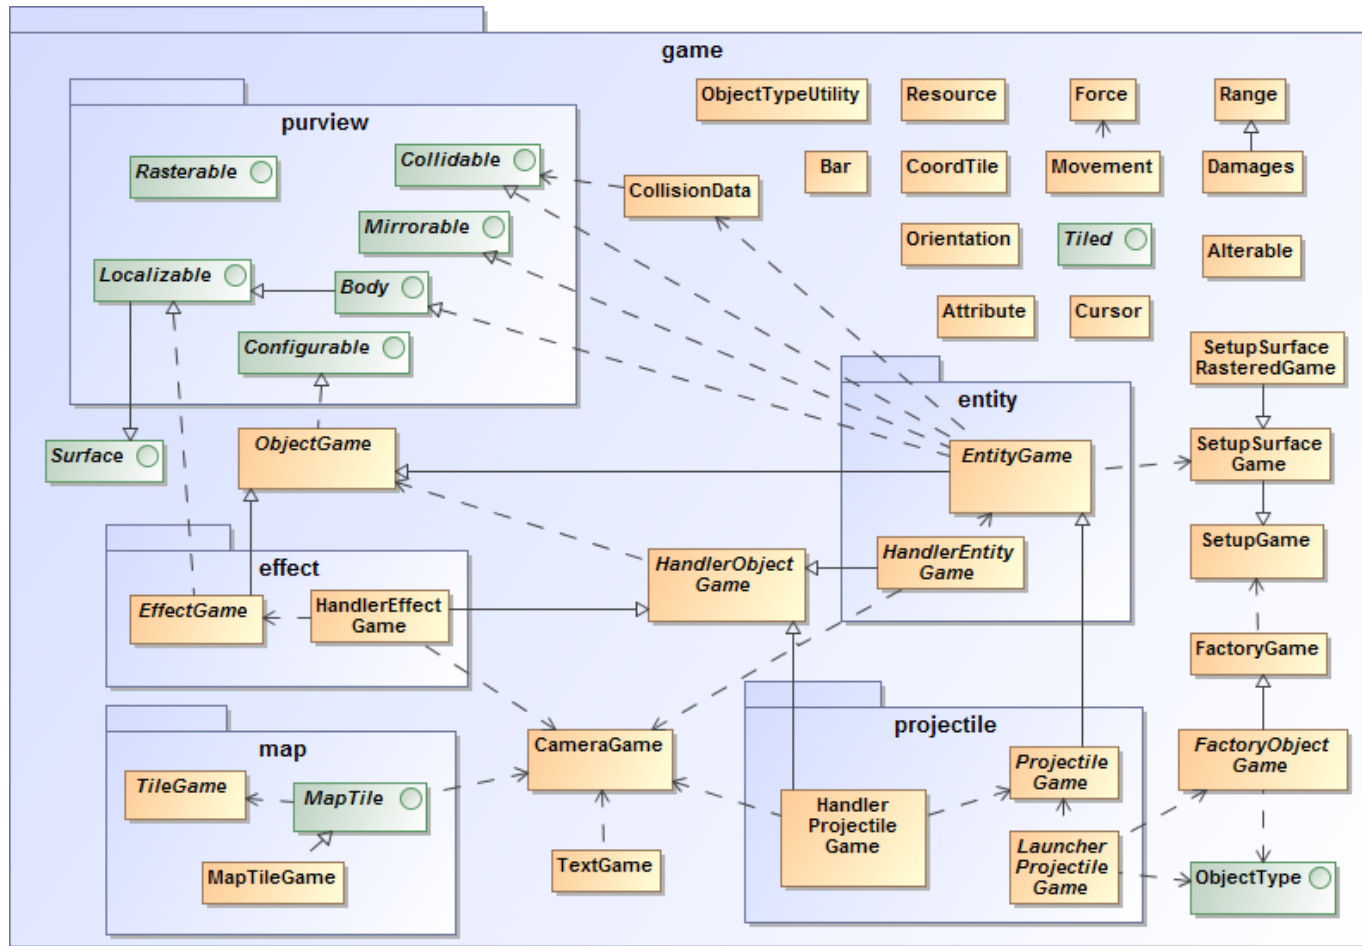 game
purview
Rasterable
Collidable
Mirrorable
Localizable
Body
Configurable
ObjectTypeUtility
Resource
Force
Range
Bar
CoordTile
Movement
Damages
CollisionData
Orientation
Tiled
Alterable
Attribute
Cursor
SetupSurface
RasteredGame
entity
EntityGame
SetupSurface
Game
Surface
ObjectGame
SetupGame
HandlerEntity
Game
HandlerObject
Game
effect
EffectGame
HandlerEffect
Game
FactoryGame
map
TileGame
MapTile
MapTileGame
CameraGame
TextGame
projectile
Projectile
Game
Handler
Projectile
Game
Launcher
Projectile
Game
FactoryObject
Game
ObjectType